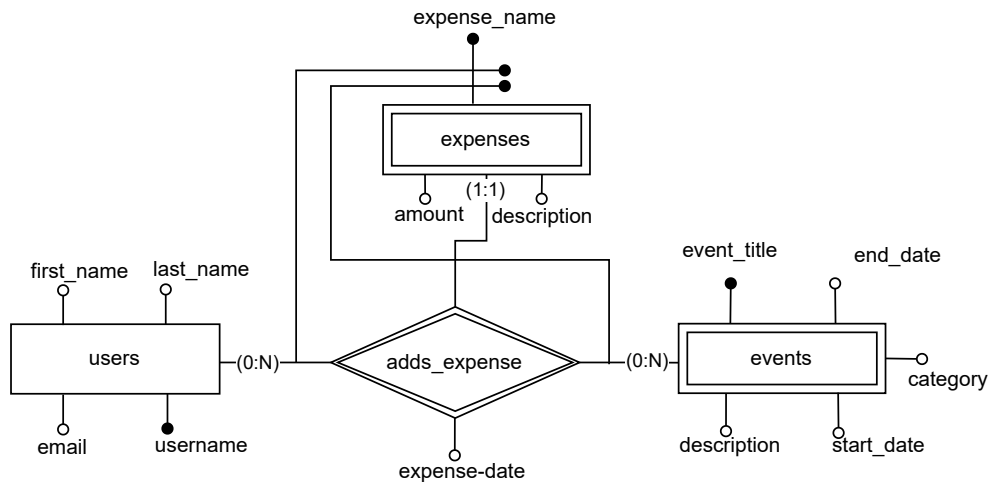 expense_name
expenses
(1:1)
amount
description
first_name
last_name
event_title
end_date
users
(0:N)
adds_expense
(0:N)
events
category
email
username
description
start_date
expense-date